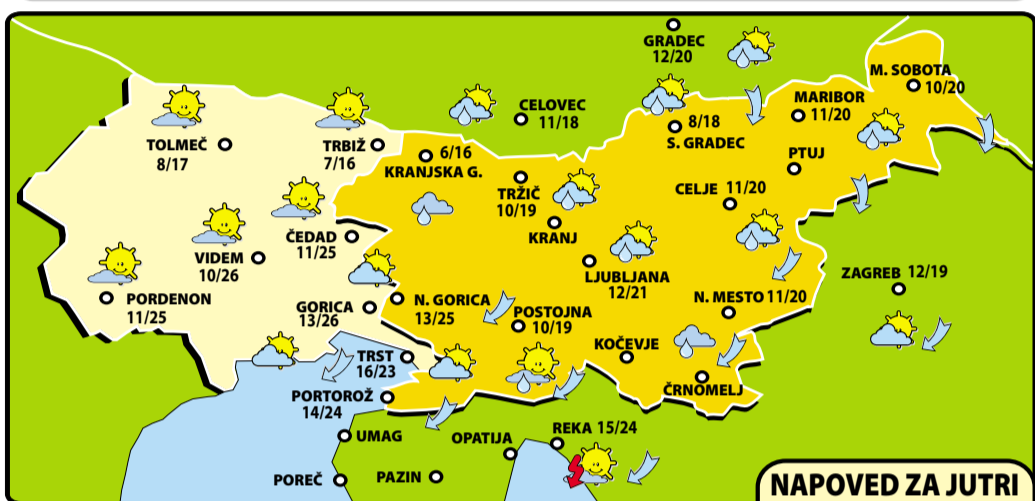 GRADEC
12/20
M. SOBOTA
10/20
CELOVEC
11/18
MARIBOR
11/20
8/18
S. GRADEC
TOLMEČ
8/17
TRBIŽ
7/16
6/16
KRANJSKA G.
PTUJ
TRŽIČ
10/19
CELJE 11/20
KRANJ
ČEDAD
11/25
VIDEM
10/26
LJUBLJANA
12/21
ZAGREB 12/19
PORDENON
11/25
GORICA
13/26
N. GORICA
13/25
N. MESTO 11/20
POSTOJNA
10/19
KOČEVJE
TRST
16/23
ČRNOMELJ
PORTOROŽ
14/24
UMAG
OPATIJA
REKA 15/24
POREČ
PAZIN
NAPOVED ZA JUTRI